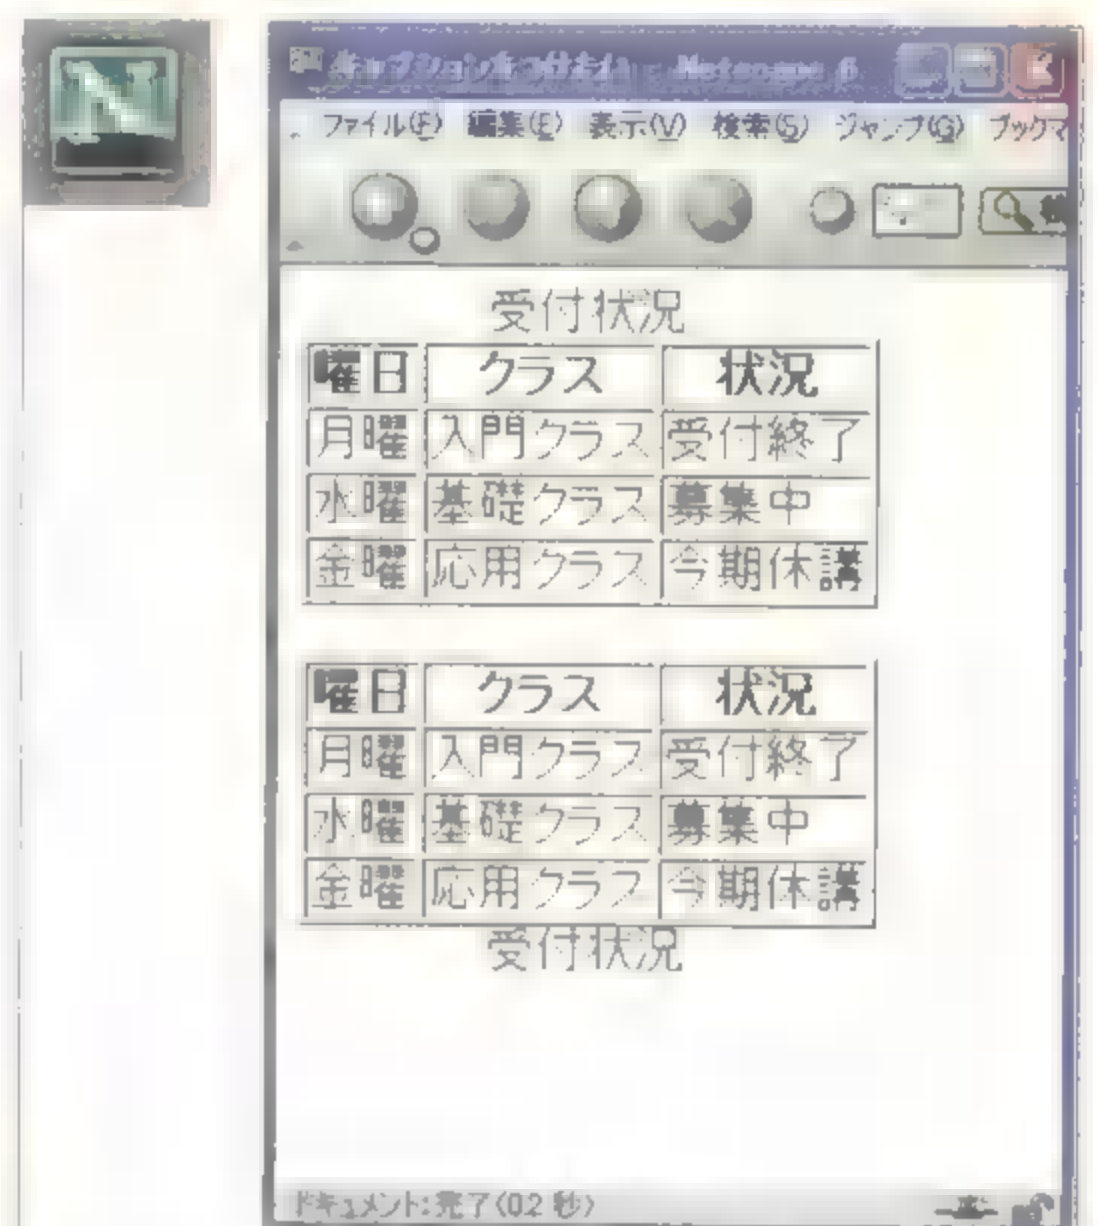 N
ファイル(F) 編集(E) 表示(V) 検索(S) ジャンプ(G) ブックマ
受付状況
曜日 クラス 状況
月曜 入門クラス 受付終了
水曜 基礎クラス 募集中
金曜 応用クラス 今期休講
曜日 クラス 状況
月曜 入門クラス 受付終了
水曜 基礎クラス 募集中
金曜 応用クラス 今期休講
受付状況
ドキュメント: 完了(0.2 秒)